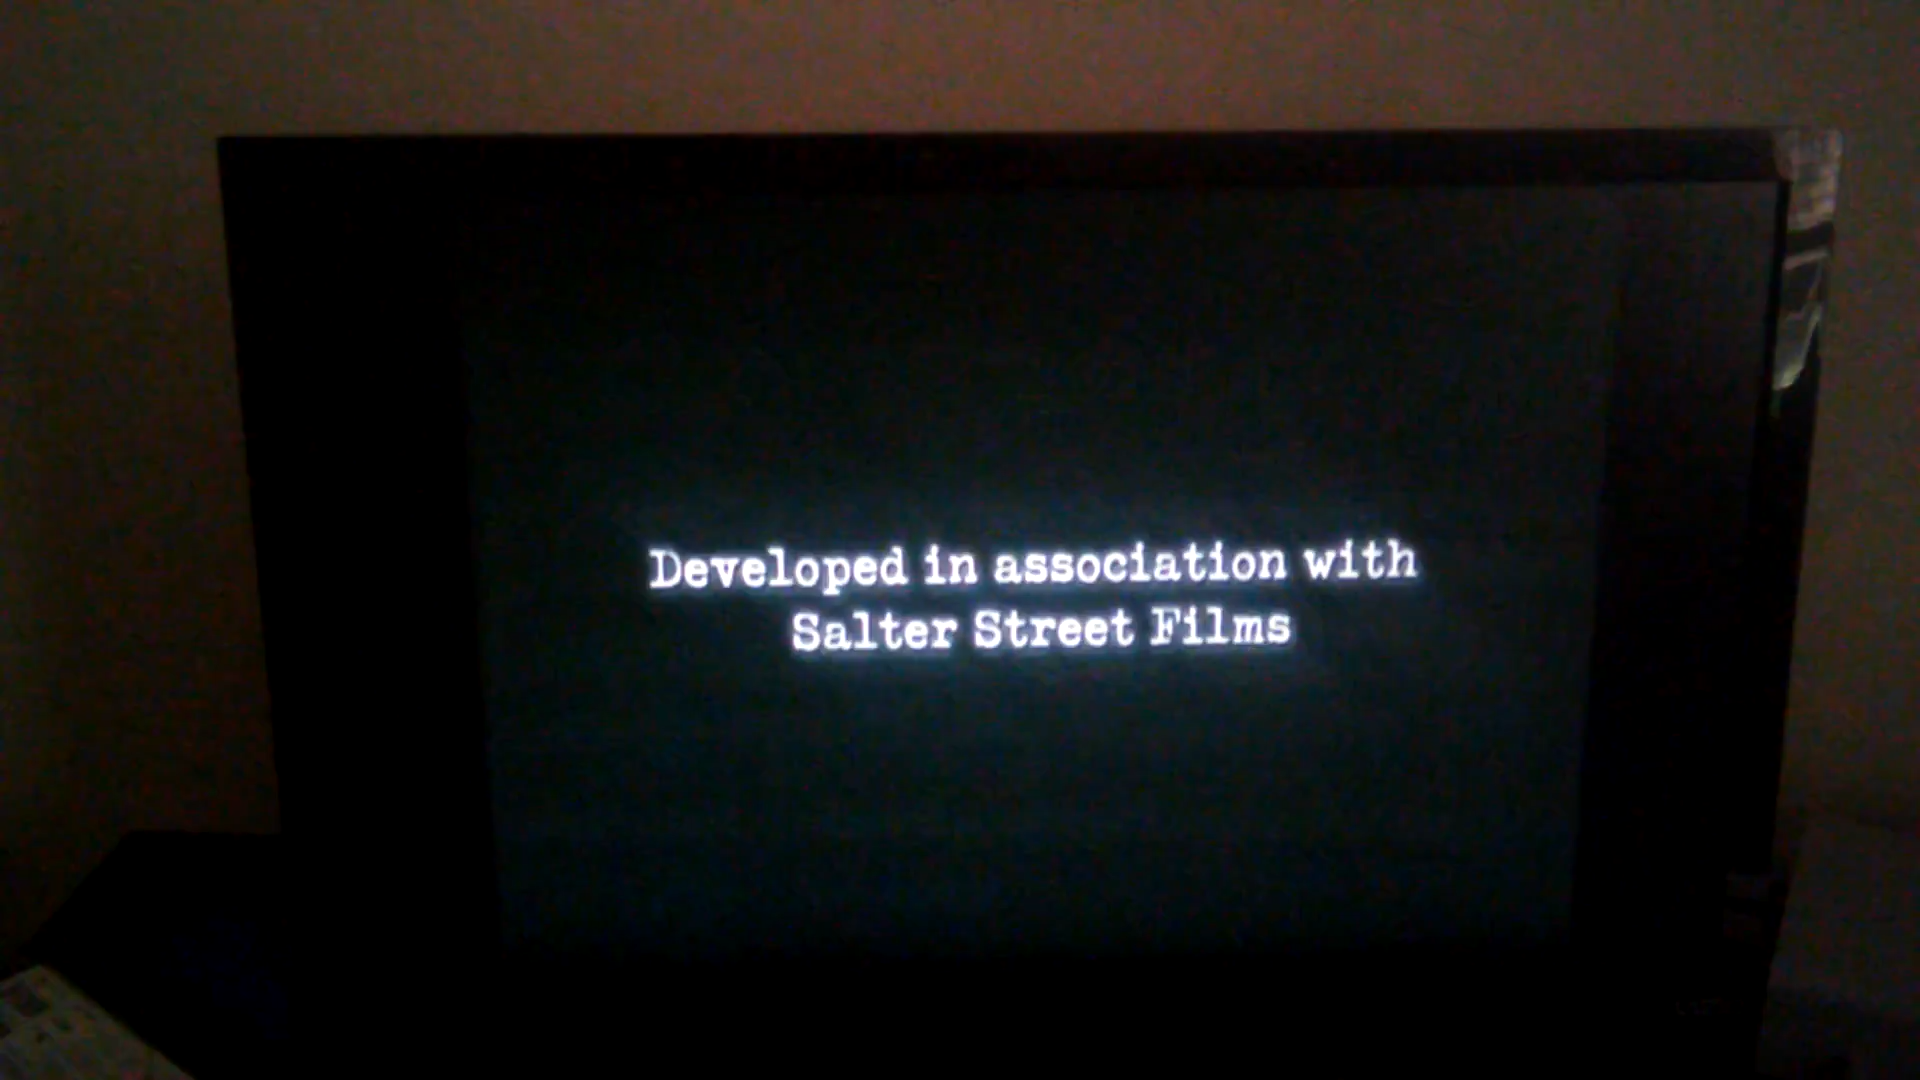 Developed in association with
Salter Street Films